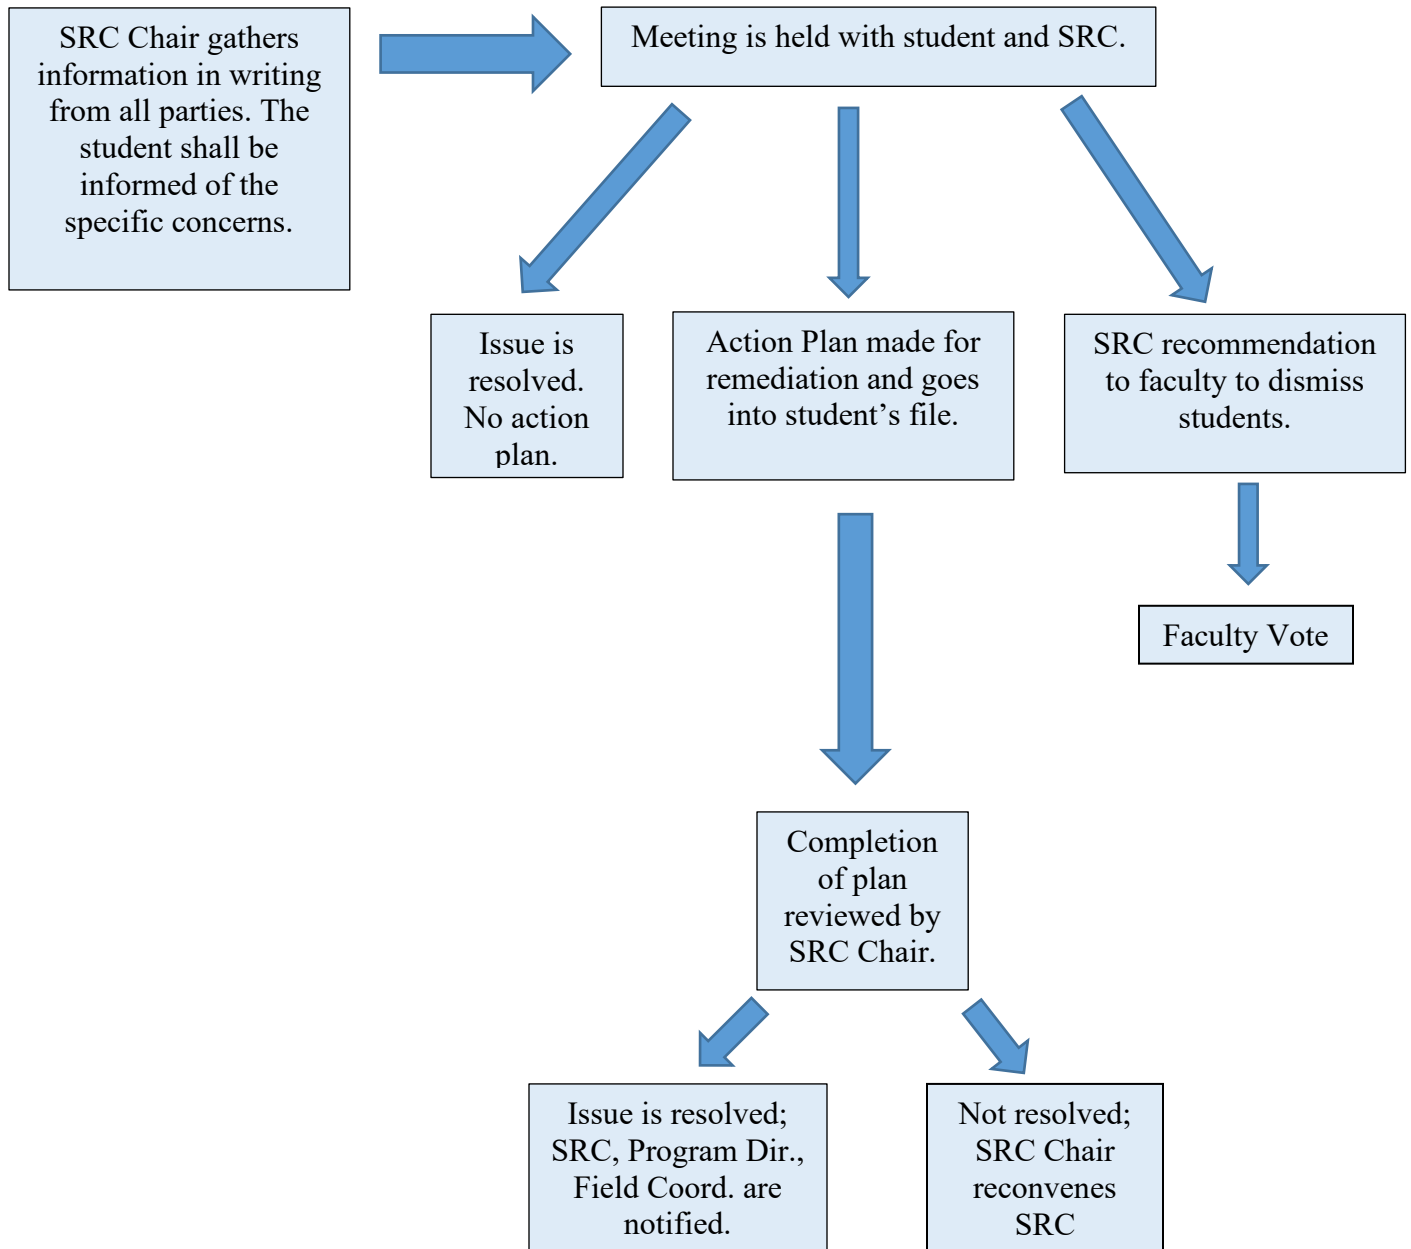 SRC Chair gathers
information in writing
from all parties. The
student shall be
informed of the
specific concerns.
Meeting is held with student and SRC.
Issue is
resolved.
No action
plan.
Action Plan made for
remediation and goes
into student’s file.
SRC recommendation
to faculty to dismiss
students.
Faculty Vote
Completion
of plan
reviewed by
SRC Chair.
Issue is resolved;
SRC, Program Dir.,
Field Coord. are
notified.
Not resolved;
SRC Chair
reconvenes
SRC